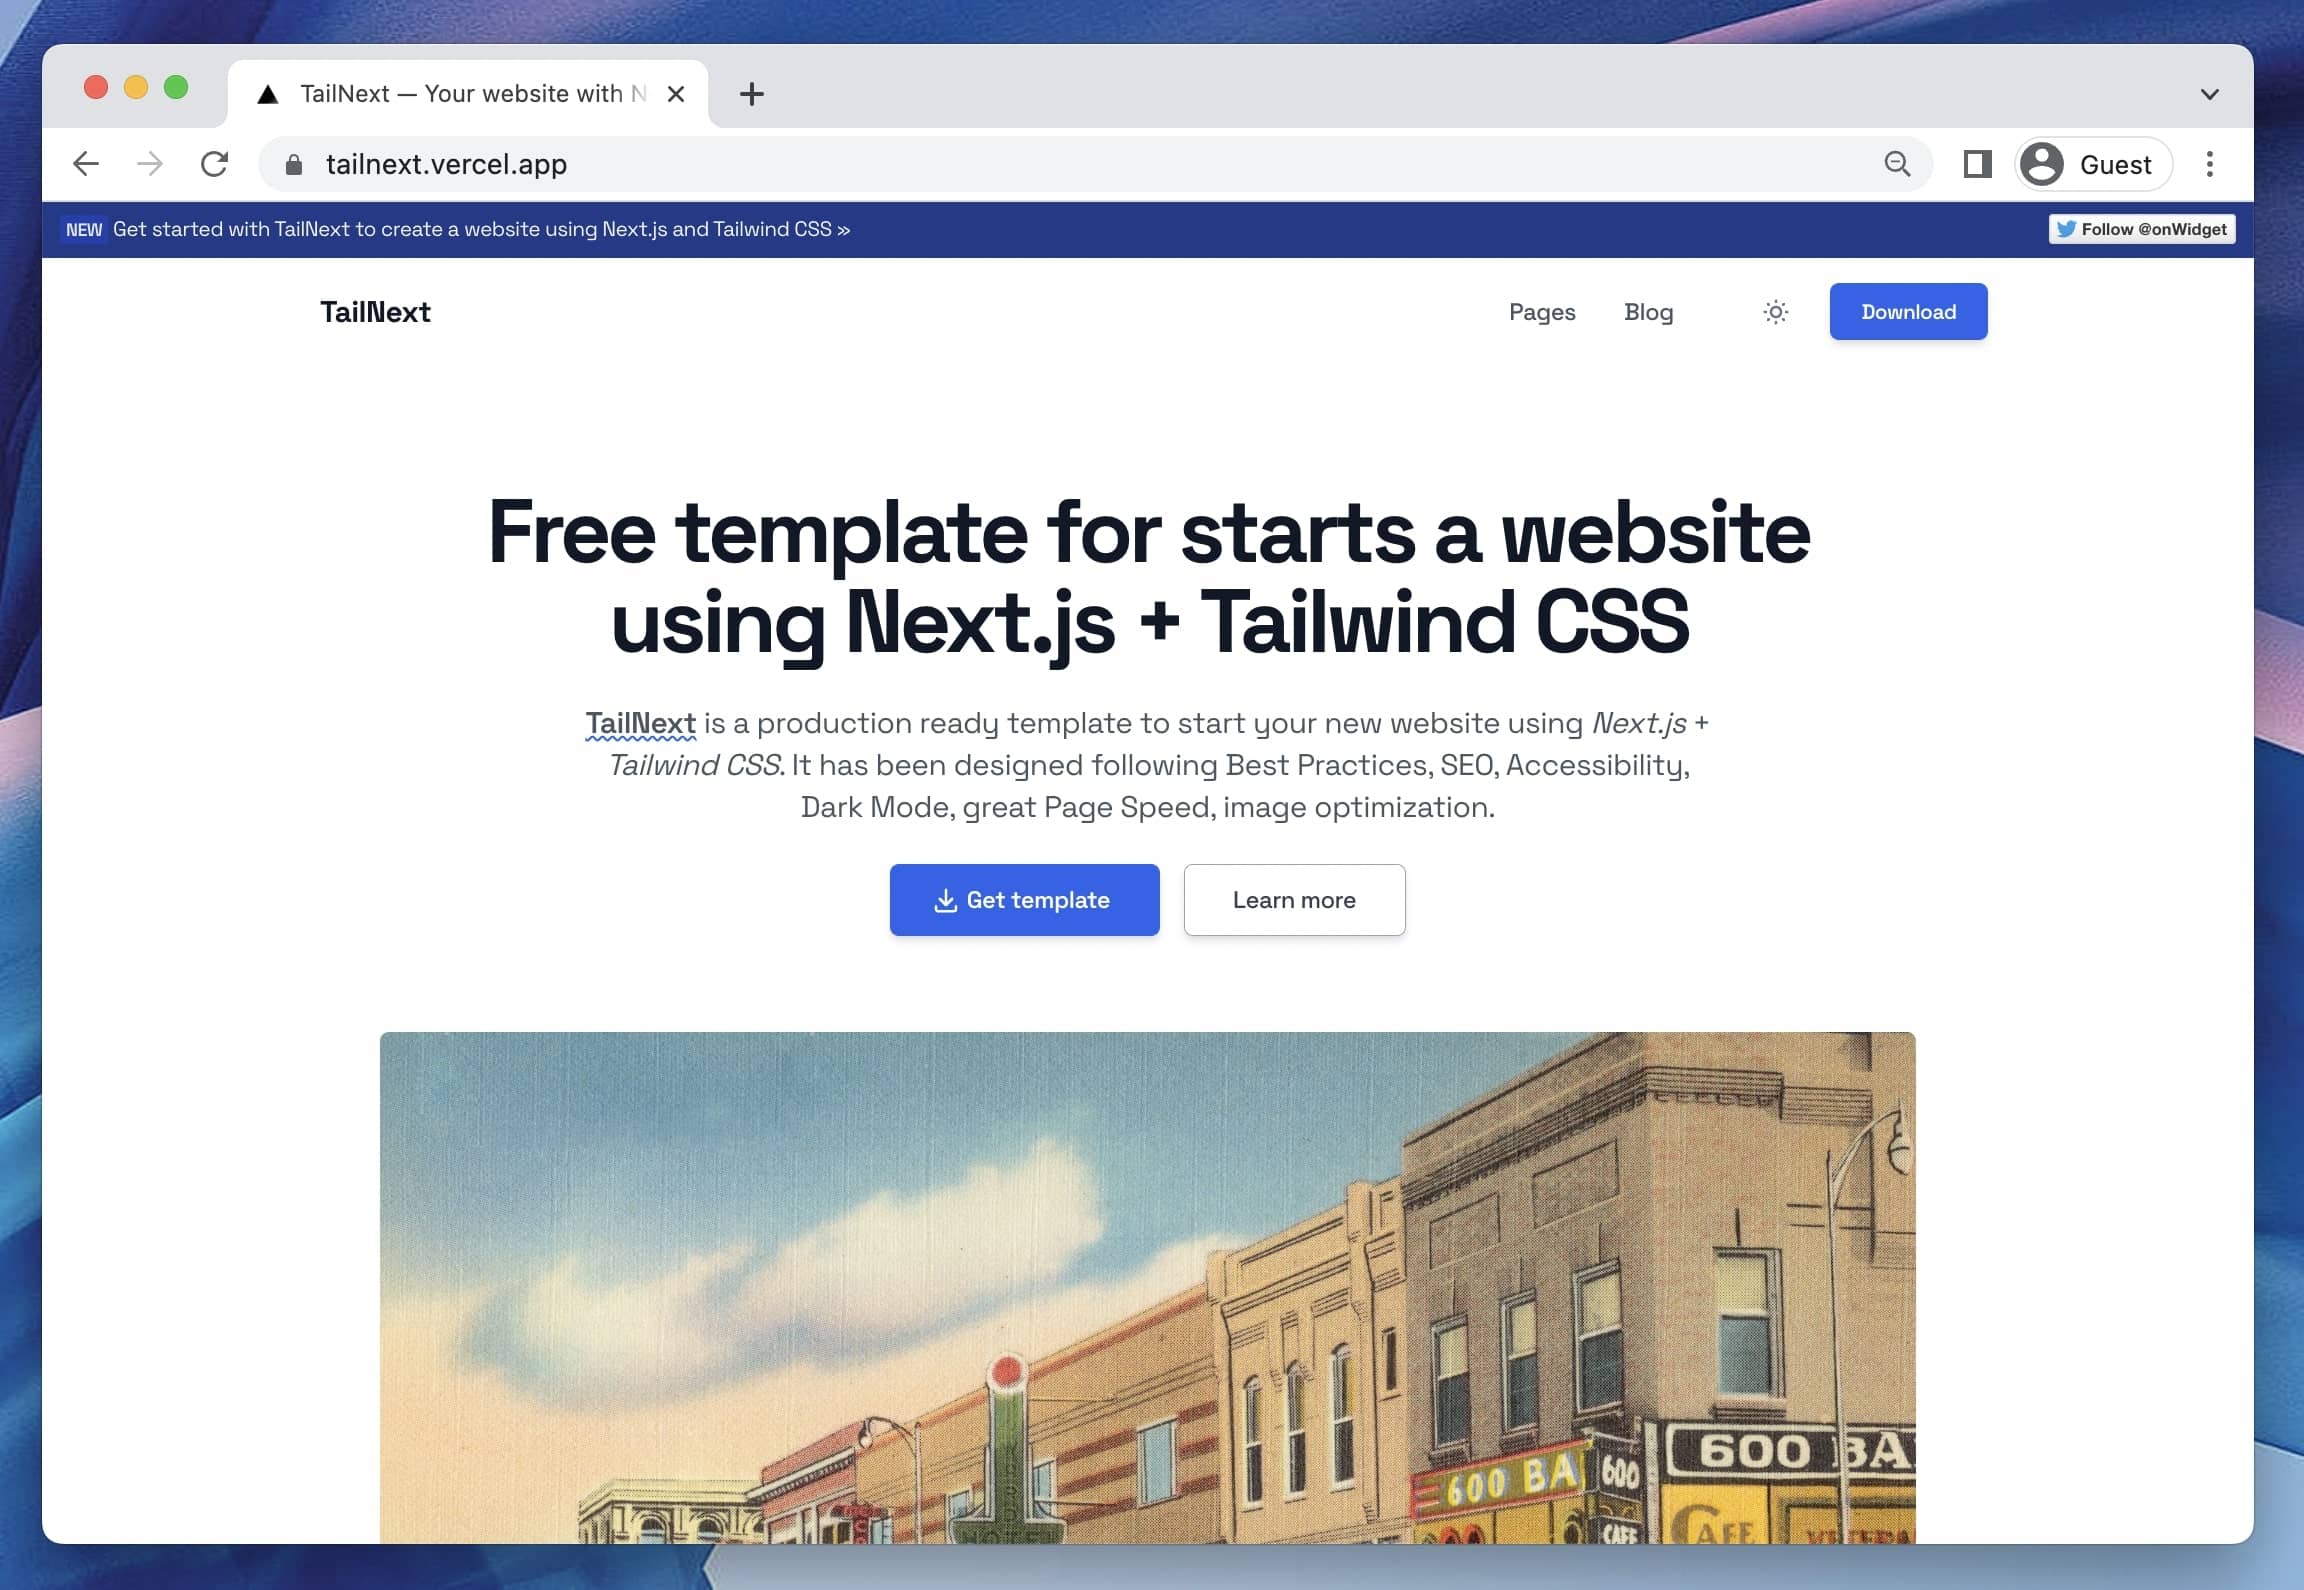 TailNext — Your website with N
tailnext.vercel.app
Guest
NEW Get started with TailNext to create a website using Next.js and Tailwind CSS »
Follow @onWidget
TailNext
Pages
Blog
Download
Free template for starts a website
using Next.js + Tailwind CSS
TailNext is a production ready template to start your new website using Next.js +
Tailwind CSS. It has been designed following Best Practices, SEO, Accessibility,
Dark Mode, great Page Speed, image optimization.
Get template
Learn more
600 BA
600
600 BA
CAFE
CAFE
HOTEL